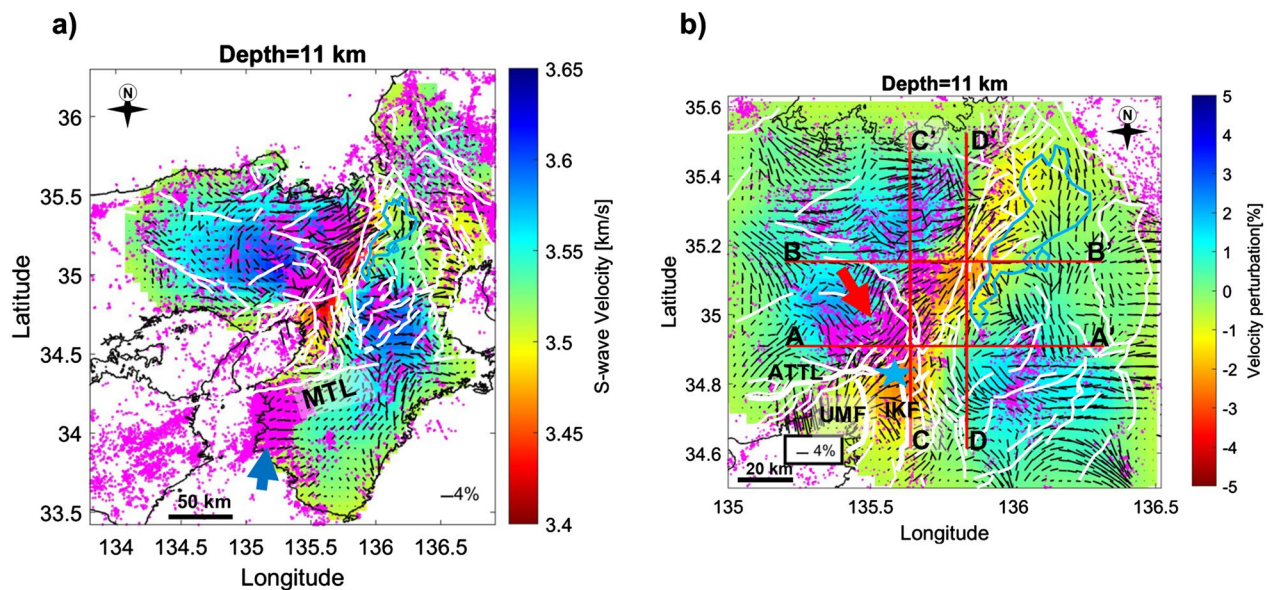 a)
Depth=11 km
N
36
35.5
35
34.5
34
33.5
Latitude
134
134.5
135
135.5
136
136.5
Longitude
MTL
50 km
4%
3.65
3.6
3.55
3.5
3.45
3.4
S-wave Velocity [km/s]
b)
Depth=11 km
N
35.6
35.4
35.2
35
34.8
34.6
Latitude
135
135.5
136
136.5
Longitude
C'
D'
B
B'
A
A'
ATTL
UMF
IKF
C
D
4%
20 km
5
4
3
2
1
0
-1
-2
-3
-4
-5
Velocity perturbation[%]